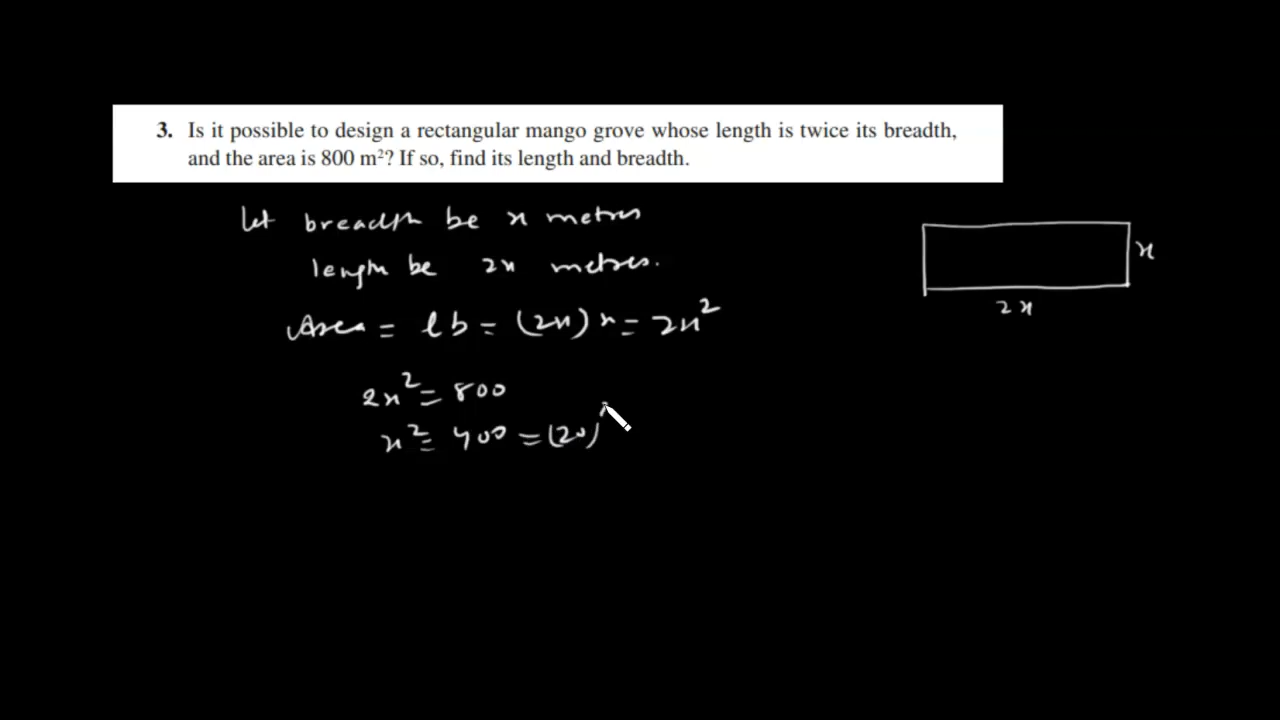 3. Is it possible to design a rectangular mango grove whose length is twice its breadth,
and the area is 800 m²? If so, find its length and breadth.
let breadth be x metres
length be 2x metres.
x
2x
Area = lb = (2x) x = 2x²
2x² = 800
x² = 400 = (20)